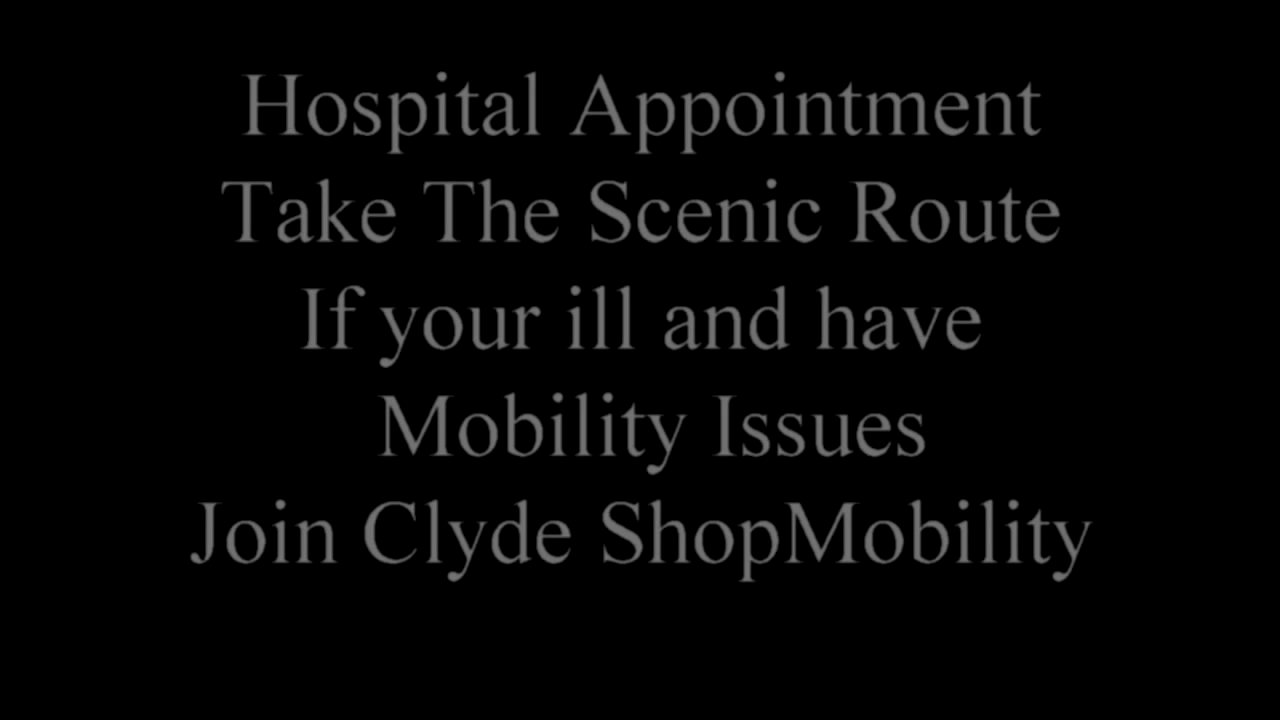 Hospital Appointment
Take The Scenic Route
If your ill and have
Mobility Issues
Join Clyde ShopMobility